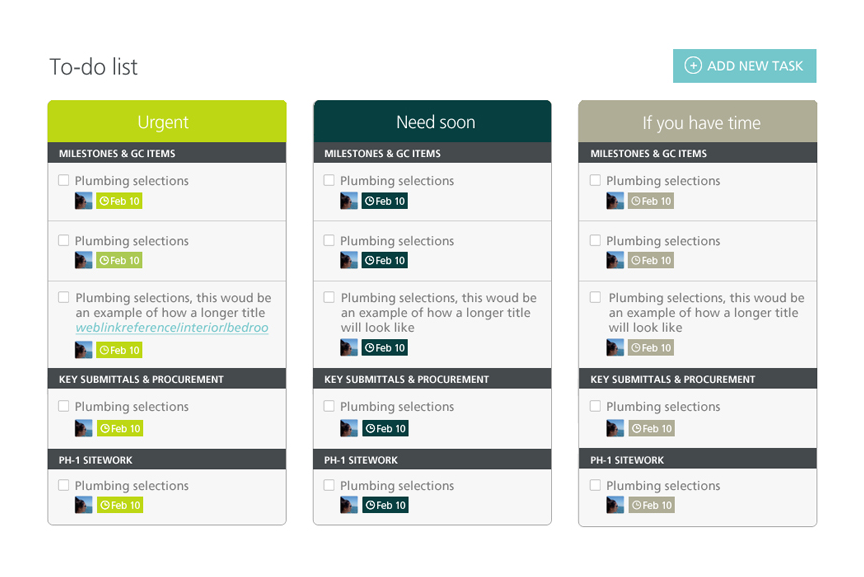 To-do list
ADD NEW TASK
Urgent
MILESTONES & GC ITEMS
Plumbing selections
Feb 10
Plumbing selections
Feb 10
Plumbing selections, this woud be
an example of how a longer title
weblinkreference/interior/bedroo
Feb 10
KEY SUBMITTALS & PROCUREMENT
Plumbing selections
Feb 10
PH-1 SITEWORK
Plumbing selections
Feb 10
Need soon
MILESTONES & GC ITEMS
Plumbing selections
Feb 10
Plumbing selections
Feb 10
Plumbing selections, this woud be
an example of how a longer title
will look like
Feb 10
KEY SUBMITTALS & PROCUREMENT
Plumbing selections
Feb 10
PH-1 SITEWORK
Plumbing selections
Feb 10
If you have time
MILESTONES & GC ITEMS
Plumbing selections
Feb 10
Plumbing selections
Feb 10
Plumbing selections, this woud be
an example of how a longer title
will look like
Feb 10
KEY SUBMITTALS & PROCUREMENT
Plumbing selections
Feb 10
PH-1 SITEWORK
Plumbing selections
Feb 10